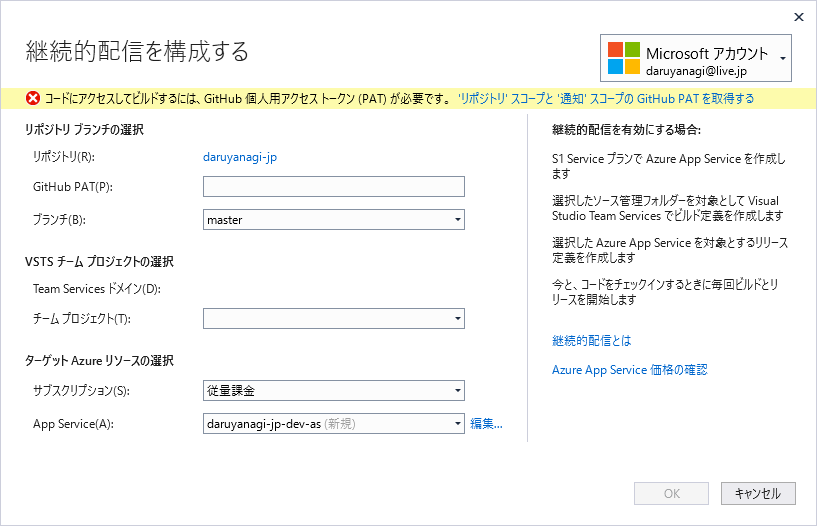 継続的配信を構成する
Microsoft アカウント
daruyanagi@live.jp
コードにアクセスしてビルドするには、GitHub 個人用アクセス トークン (PAT) が必要です。 'リポジトリ' スコープと '通知' スコープの GitHub PAT を取得する
リポジトリ ブランチの選択
リポジトリ(R): daruyanagi-jp
GitHub PAT(P):
ブランチ(B): master
VSTS チーム プロジェクトの選択
Team Services ドメイン(D):
チーム プロジェクト(T):
ターゲット Azure リソースの選択
サブスクリプション(S): 従量課金
App Service(A): daruyanagi-jp-dev-as (新規) 編集...
継続的配信を有効にする場合:
S1 Service プランで Azure App Service を作成し
ます
選択したソース管理フォルダーを対象として Visual
Studio Team Services でビルド定義を作成します
選択した Azure App Service を対象とするリリース
定義を作成します
今と、コードをチェックインするときに毎回ビルドとリ
リースを開始します
継続的配信とは
Azure App Service 価格の確認
OK キャンセル